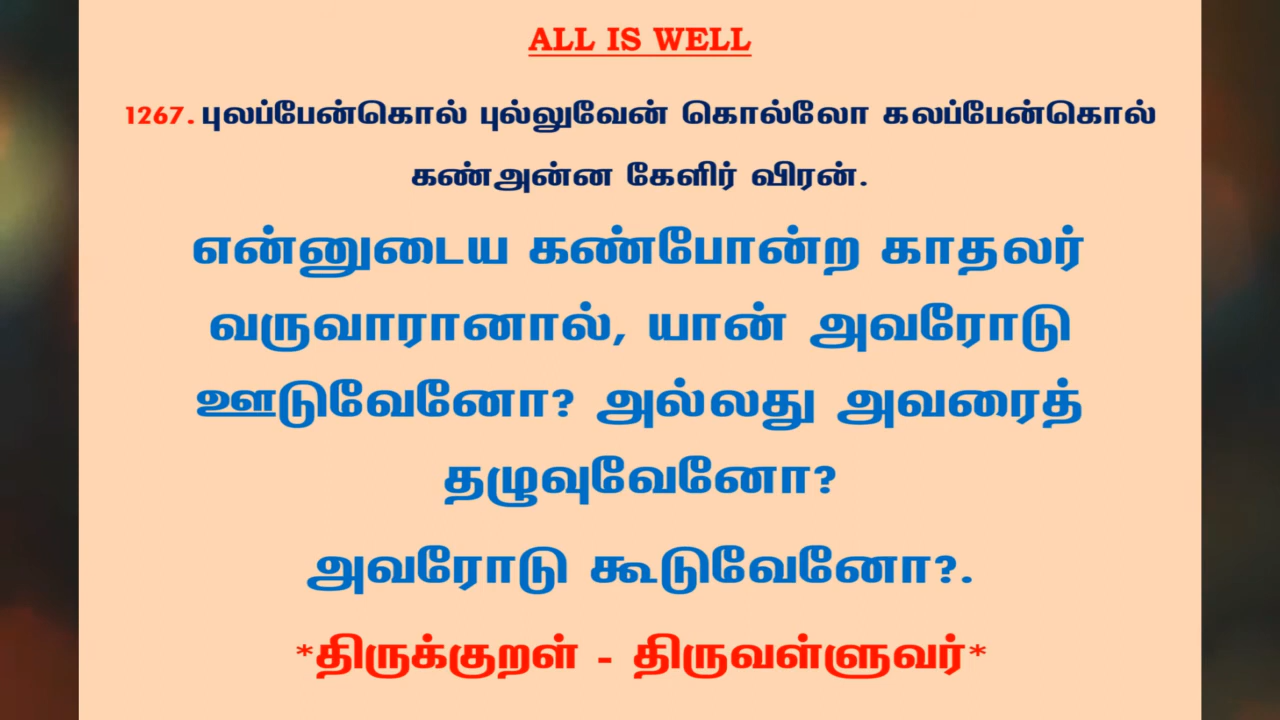 ALL IS WELL
1267. புலப்பேன்கொல் புல்லுவேன் கொல்லோ கலப்பேன்கொல்
கண்அன்ன கேளிர் விரன்.
என்னுடைய கண்போன்ற காதலர்
வருவாரானால், யான் அவரோடு
ஊடுவேனோ? அல்லது அவரைத்
தழுவுவேனோ?
அவரோடு கூடுவேனோ?.
*திருக்குறள் - திருவள்ளுவர்*